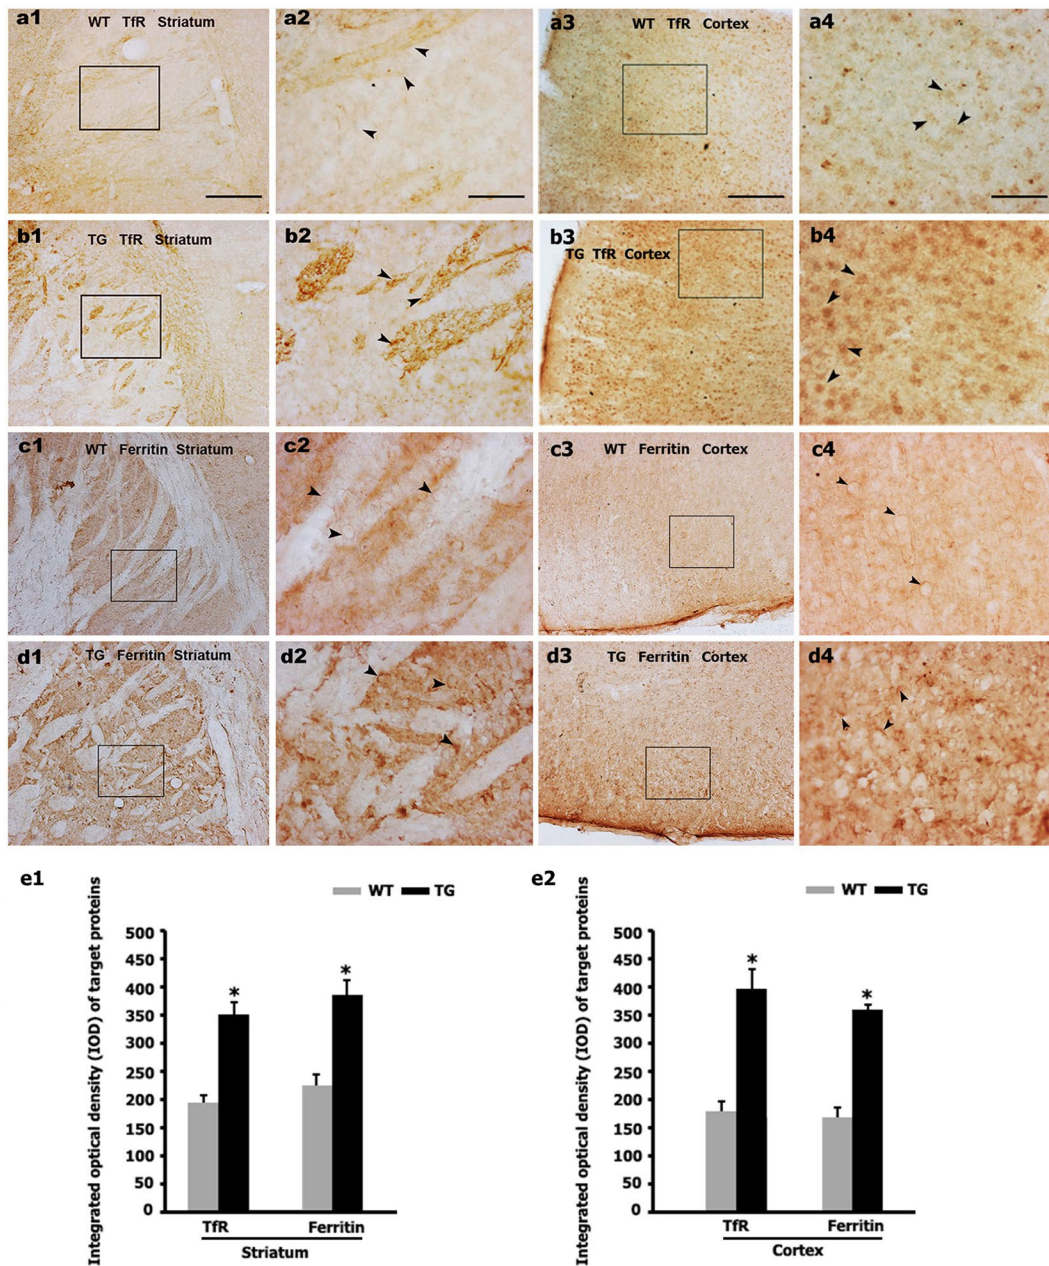 a1 WT TfR Striatum
a2
a3 WT TfR Cortex
a4
b1 TG TfR Striatum
b2
b3
TG TfR Cortex
b4
c1 WT Ferritin Striatum
c2
c3 WT Ferritin Cortex
c4
d1 TG Ferritin Striatum
d2
d3 TG Ferritin Cortex
d4
e1
WT TG
Integrated optical density (IOD) of target proteins
500
450
400
350
300
250
200
150
100
50
0
* *
TfR Ferritin
Striatum
e2
WT TG
Integrated optical density (IOD) of target proteins
500
450
400
350
300
250
200
150
100
50
0
* *
TfR Ferritin
Cortex